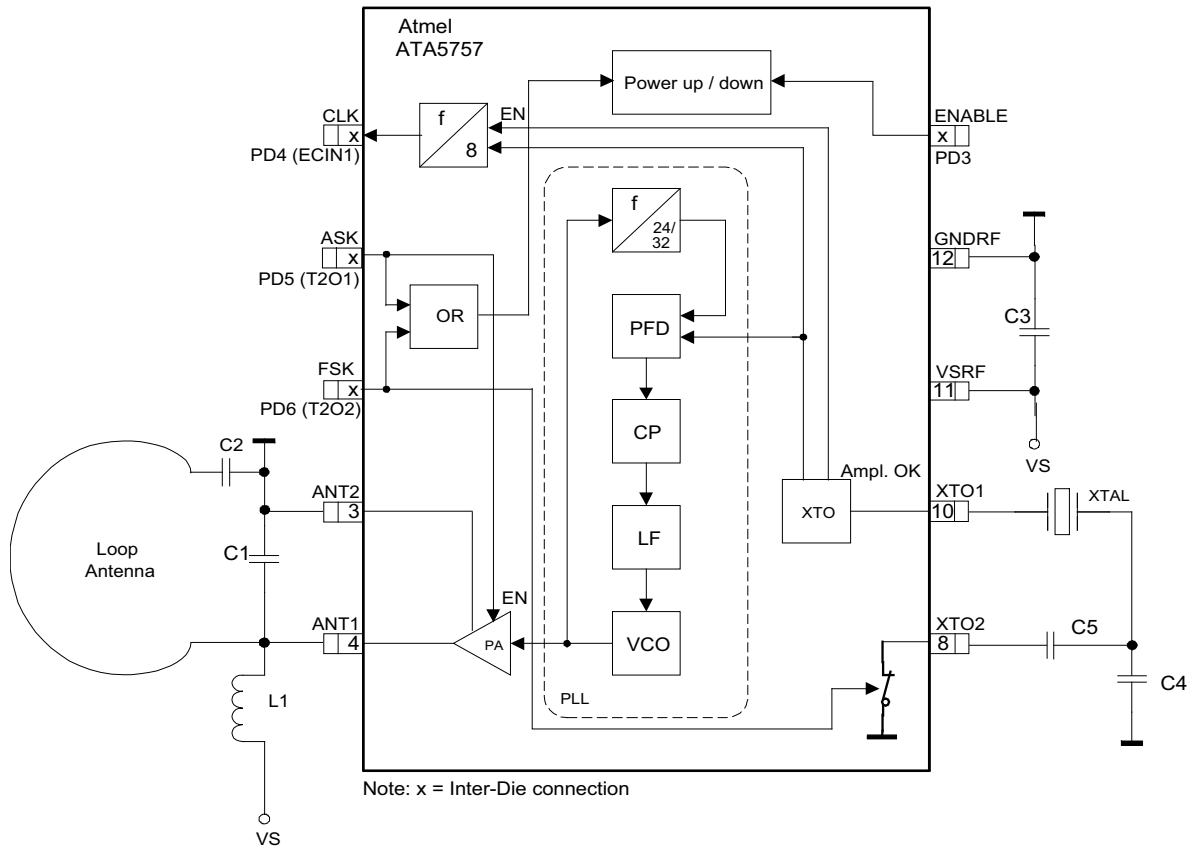 Atmel
ATA5757
Power up / down
CLK
x
PD4 (ECIN1)
f
8
EN
ENABLE
x
PD3
ASK
x
PD5 (T2O1)
OR
f
24/
32
GNDRF
12
C3
PFD
FSK
x
PD6 (T2O2)
VSRF
11
VS
CP
C2
ANT2
3
Ampl. OK
XTO
XTO1
10
XTAL
Loop
Antenna
C1
LF
EN
ANT1
4
PA
VCO
XTO2
8
C5
C4
L1
PLL
VS
Note: x = Inter-Die connection